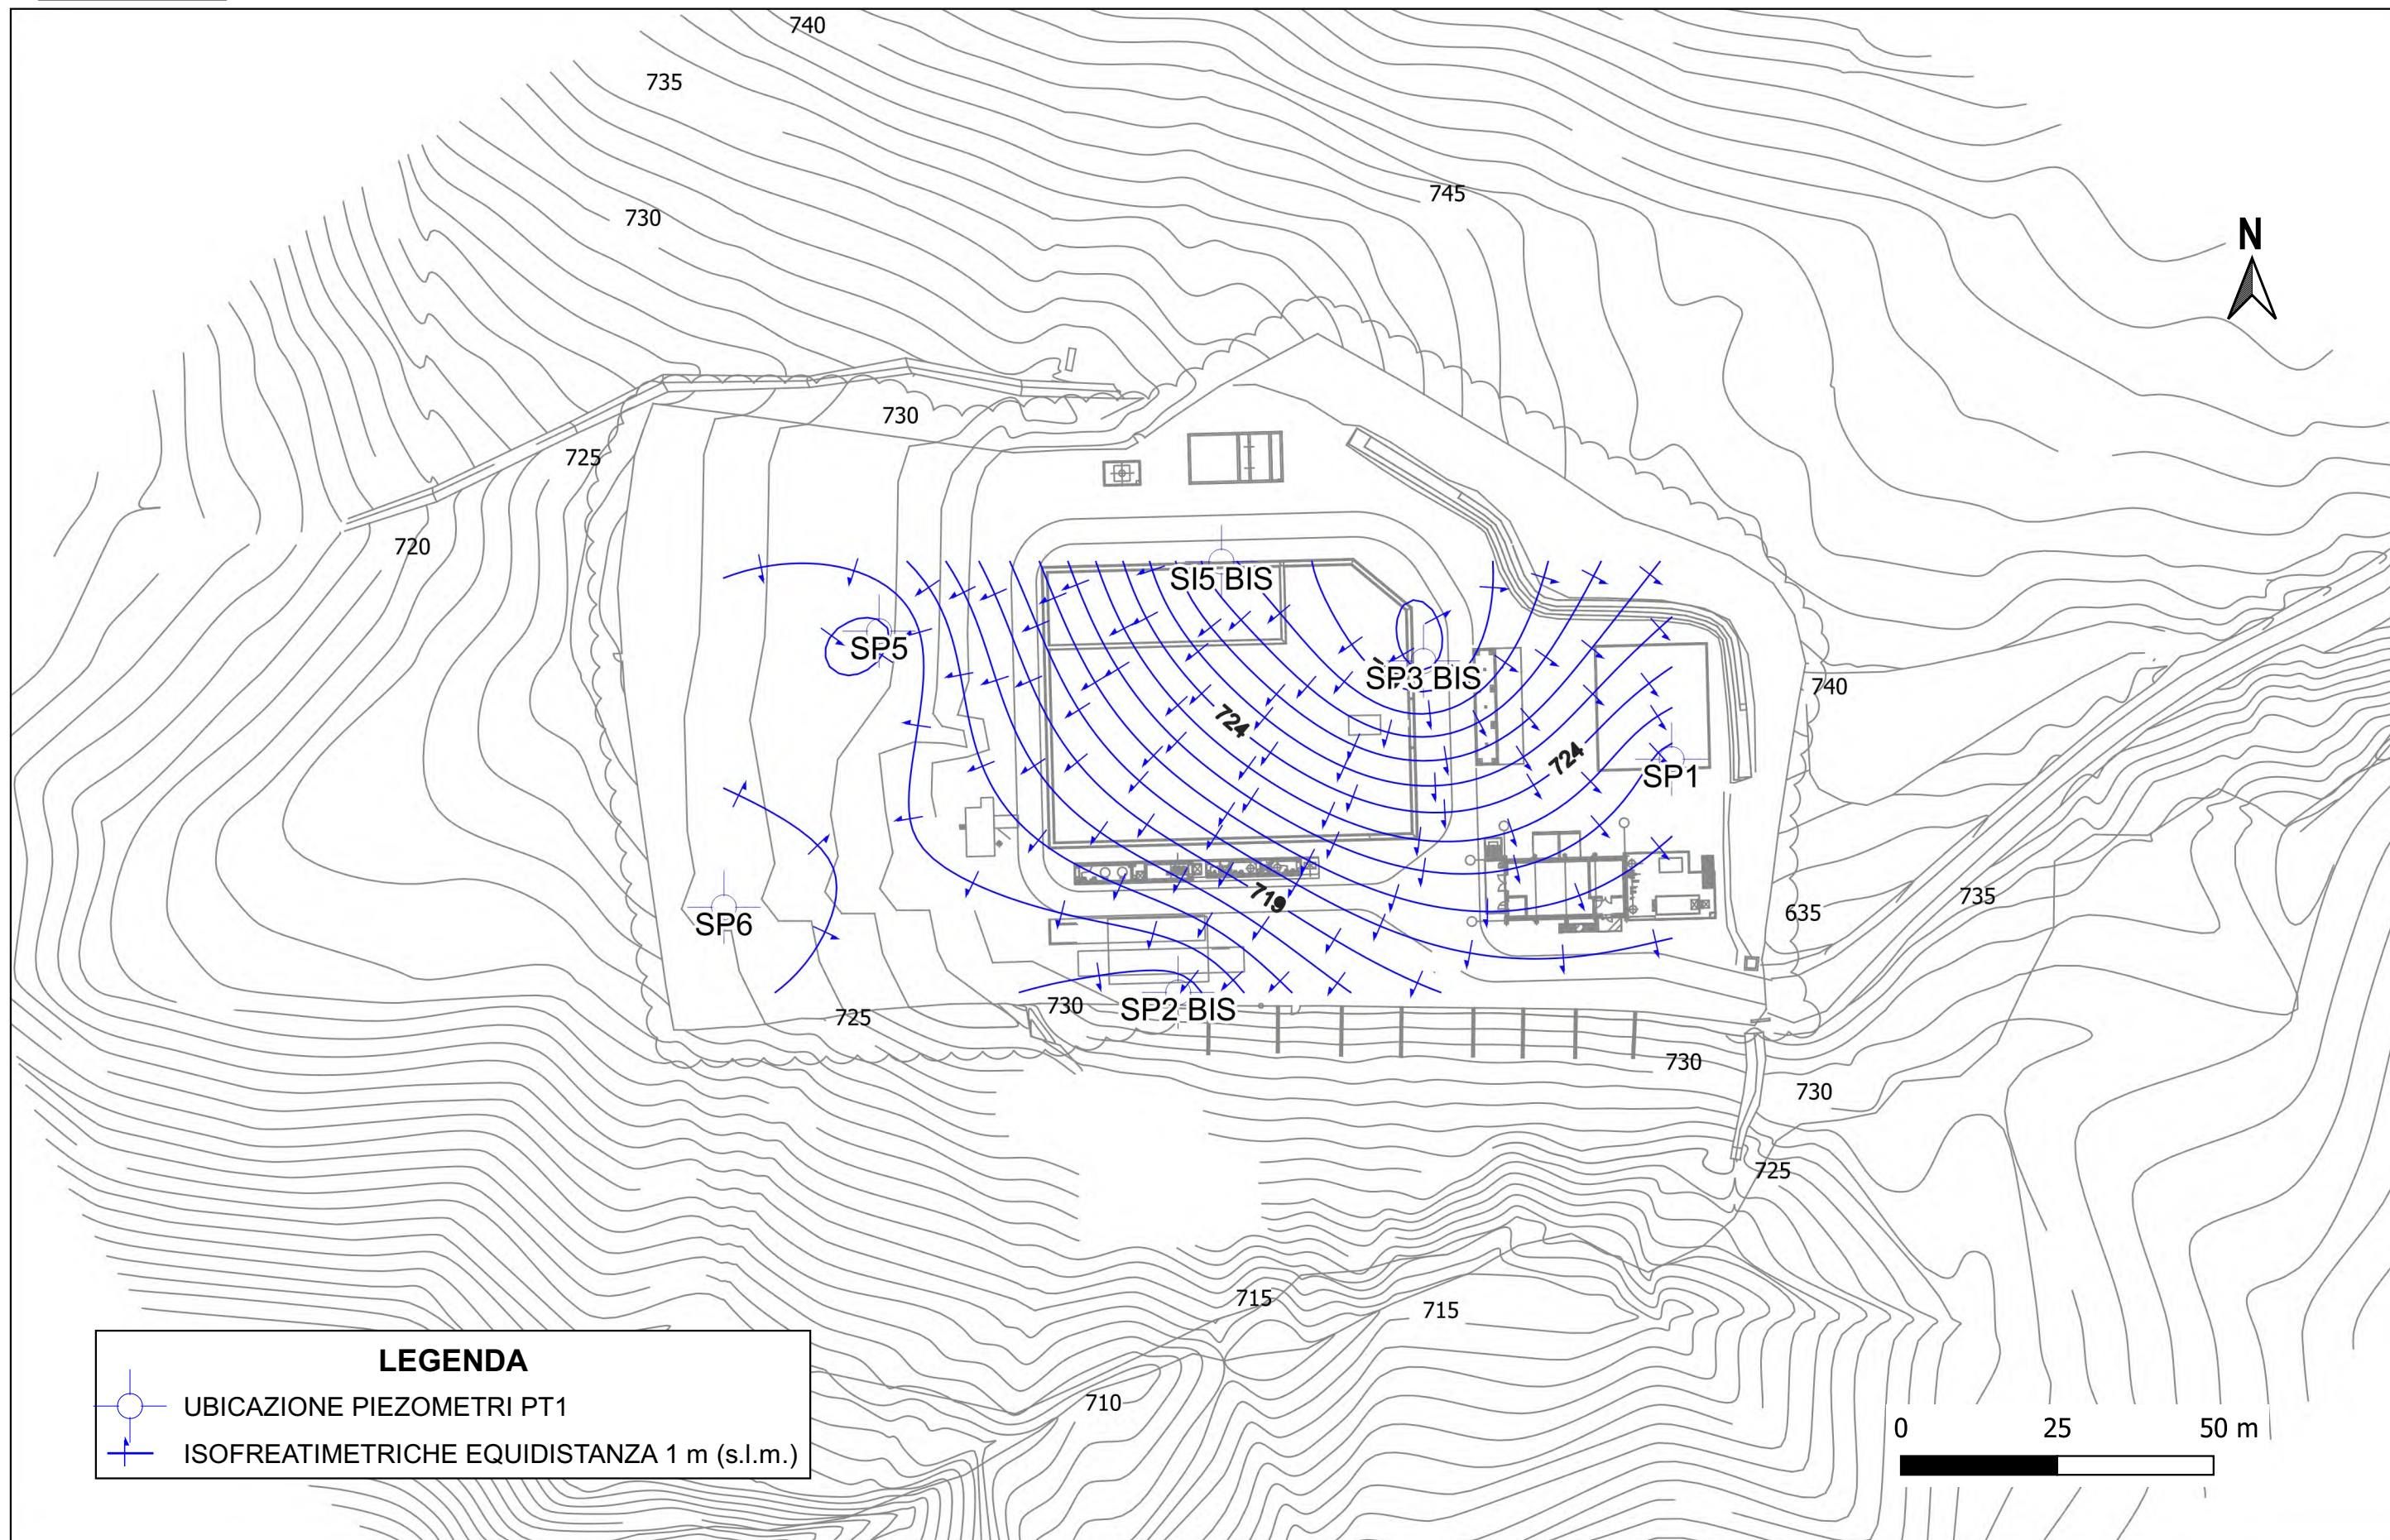 740
735
745
730
N
730
725
720
SI5 BIS
SP5
SP3 BIS
740
724
724
SP1
719
735
635
SP6
730
SP2 BIS
725
730
730
725
715
715
LEGENDA
710
UBICAZIONE PIEZOMETRI PT1
0 25 50 m
ISOFREATIMETRICHE EQUIDISTANZA 1 m (s.l.m.)